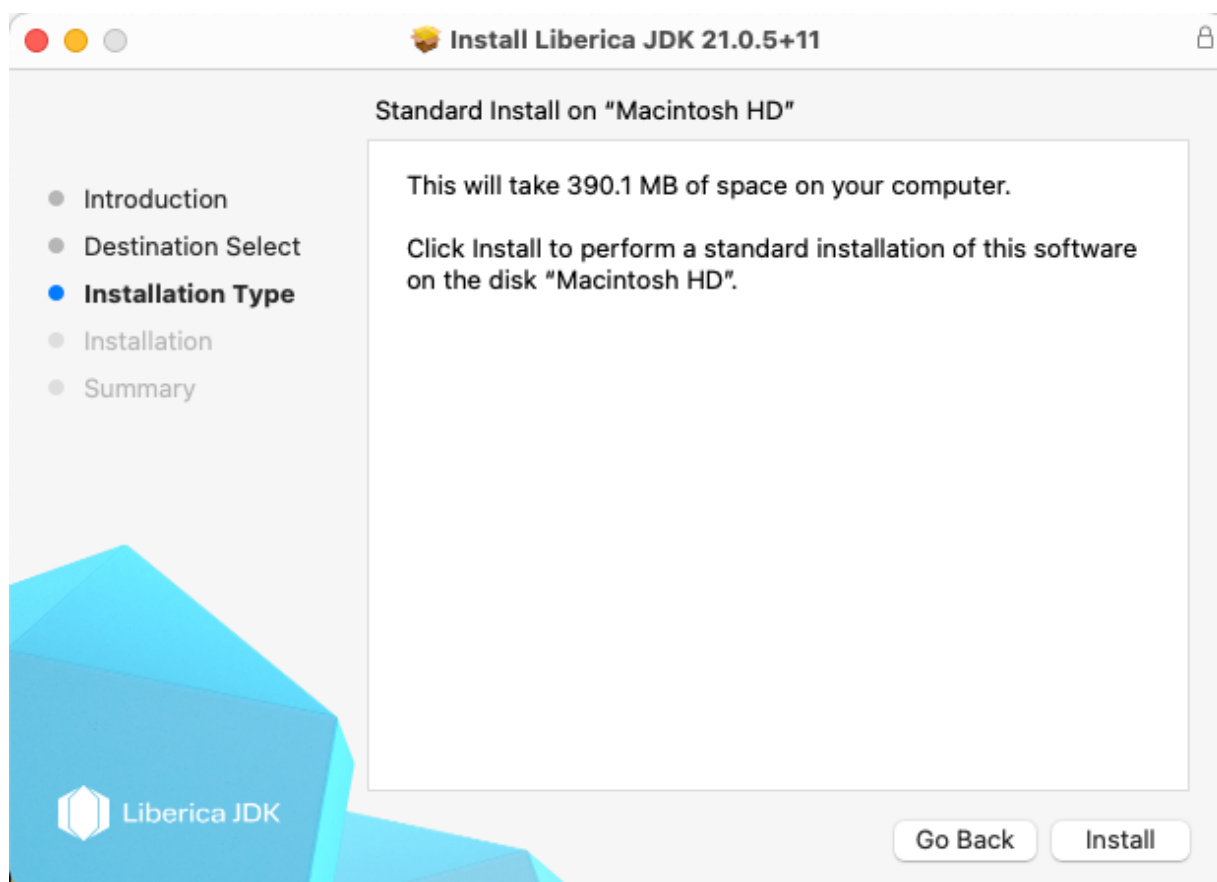 Install Liberica JDK 21.0.5+11
Standard Install on “Macintosh HD”
Introduction
Destination Select
Installation Type
Installation
Summary
This will take 390.1 MB of space on your computer.
Click Install to perform a standard installation of this software
on the disk “Macintosh HD”.
Liberica JDK
Go Back
Install